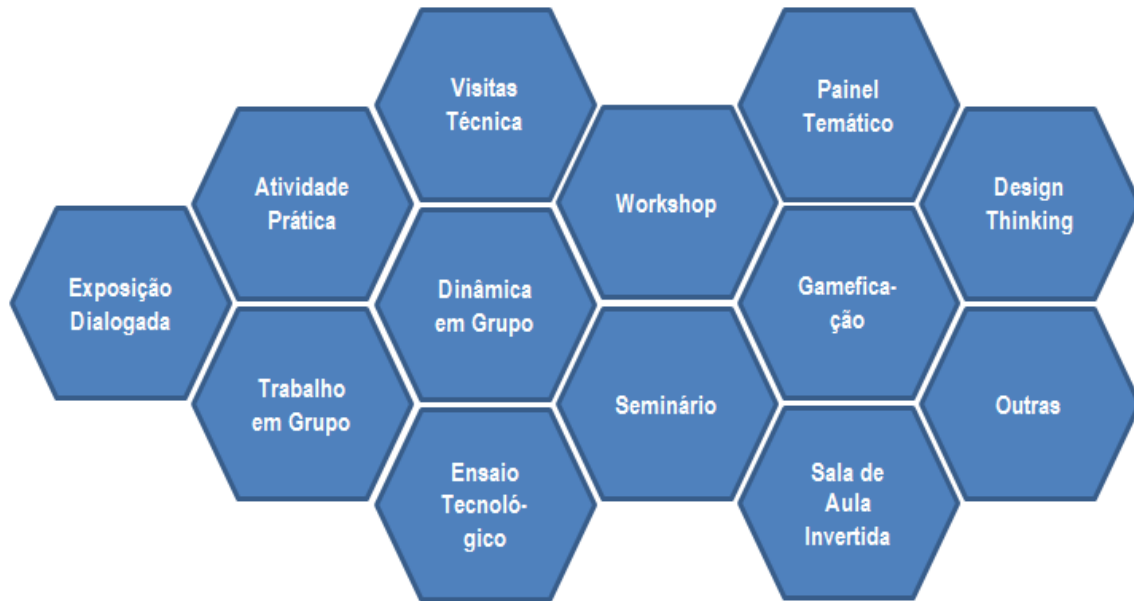 Visitas
Técnica
Painel
Temático
Atividade
Prática
Workshop
Design
Thinking
Exposição
Dialogada
Dinâmica
em Grupo
Gamefica-
ção
Trabalho
em Grupo
Seminário
Outras
Ensaio
Tecnoló-
gico
Sala de
Aula
Invertida